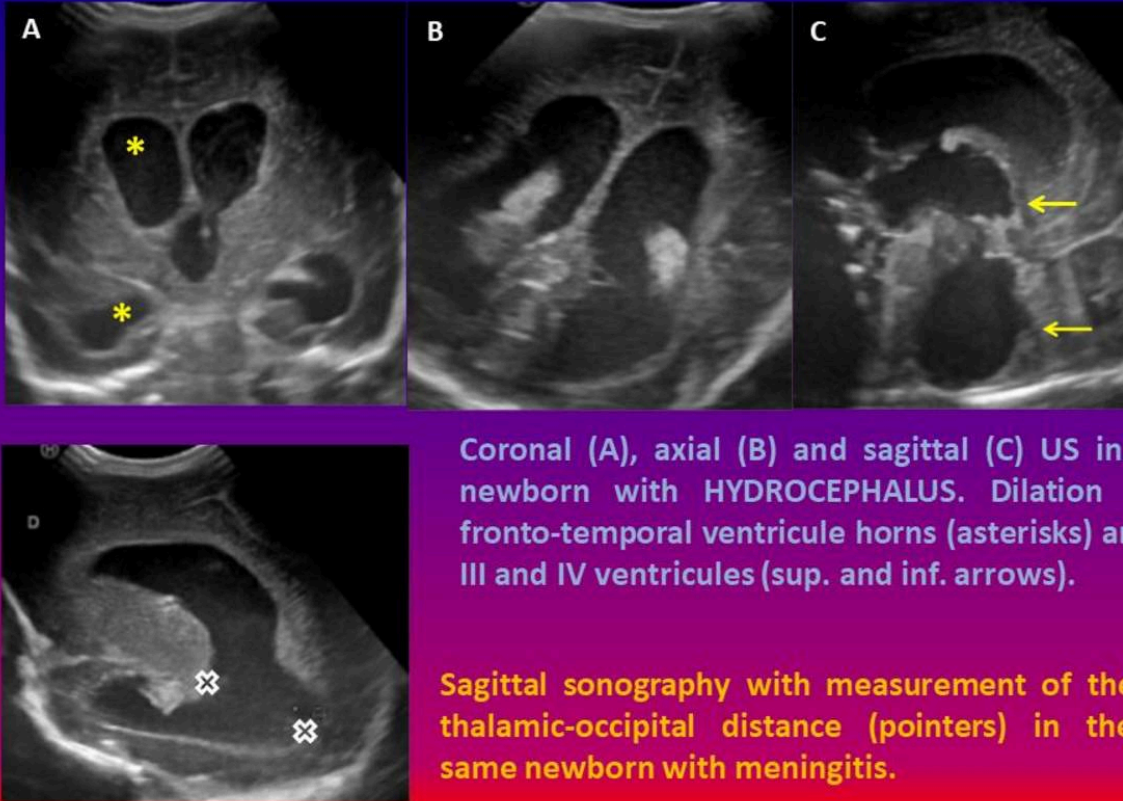 A
B
C
D
Coronal (A), axial (B) and sagittal (C) US in
newborn with HYDROCEPHALUS. Dilation
fronto-temporal ventricule horns (asterisks)
III and IV ventricules (sup. and inf. arrows).
Sagittal sonography with measurement of the
thalamic-occipital distance (pointers) in the
same newborn with meningitis.